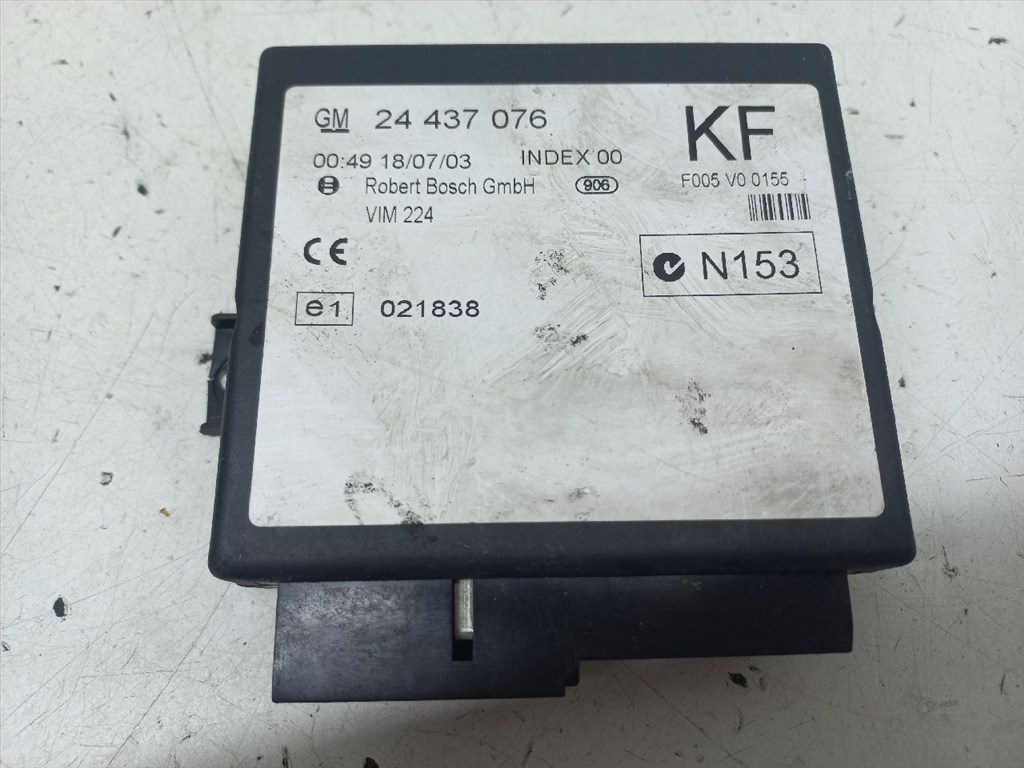 GM 24 437 076 KF
00:49 18/07/03 INDEX 00
Robert Bosch GmbH 906 F005 V0 0155
VIM 224
CE
N153
e1 021838